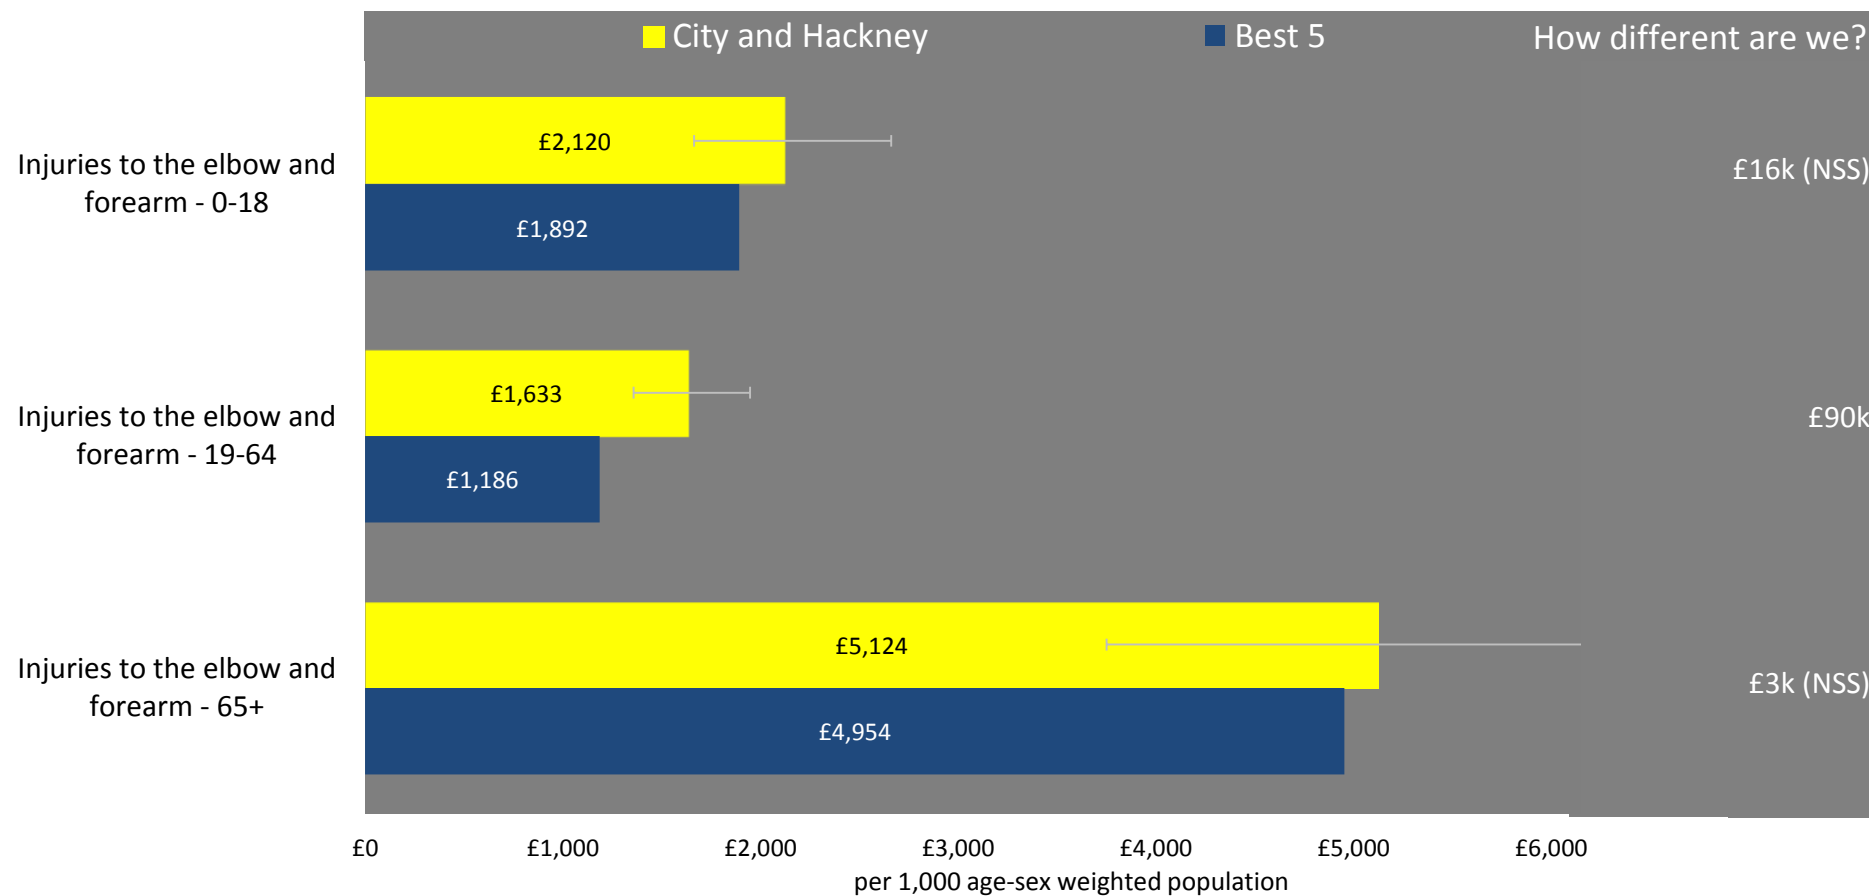 City and Hackney
Best 5
How different are we?
Injuries to the elbow and
forearm - 0-18
£2,120
£1,892
£16k (NSS)
Injuries to the elbow and
forearm - 19-64
£1,633
£1,186
£90k
Injuries to the elbow and
forearm - 65+
£5,124
£4,954
£3k (NSS)
£0
£1,000
£2,000
£3,000
£4,000
£5,000
£6,000
per 1,000 age-sex weighted population